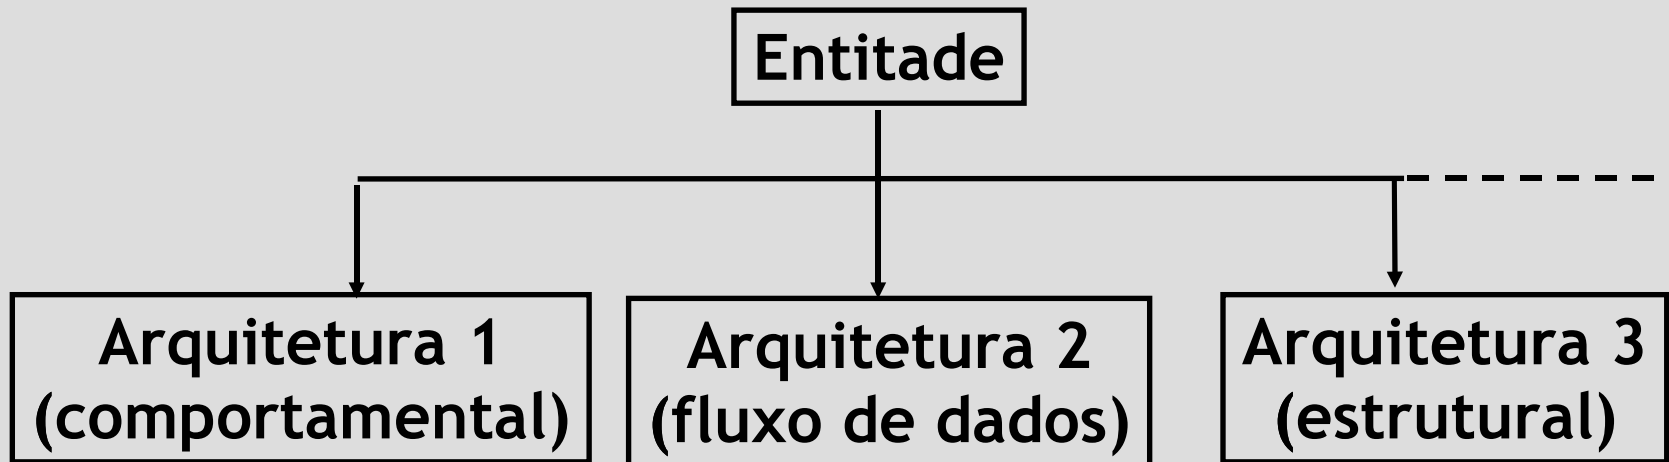 Entitade
Arquitetura 1
(comportamental)
Arquitetura 2
(fluxo de dados)
Arquitetura 3
(estrutural)